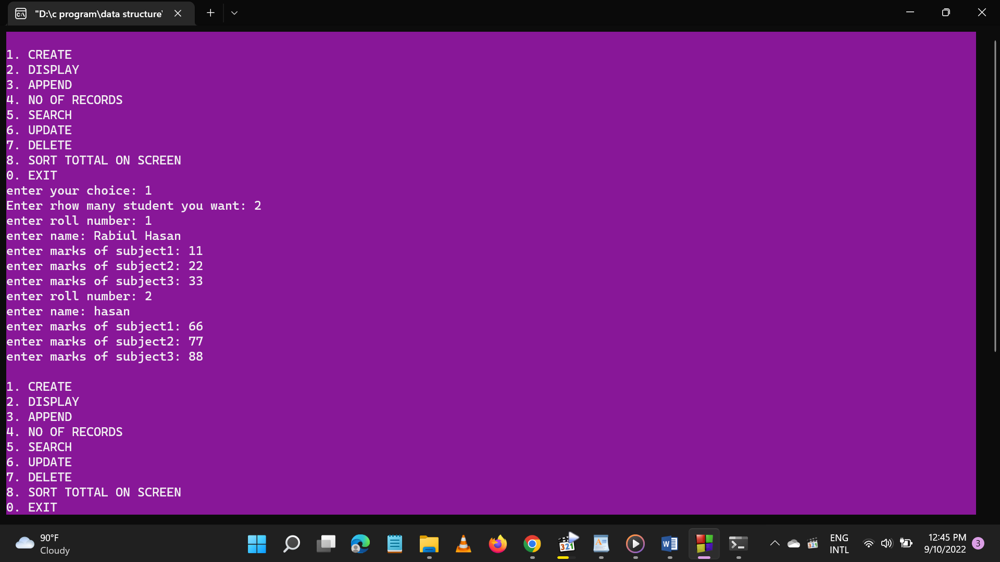 "D:\c program\data structure\
1. CREATE
2. DISPLAY
3. APPEND
4. NO OF RECORDS
5. SEARCH
6. UPDATE
7. DELETE
8. SORT TOTTAL ON SCREEN
0. EXIT
enter your choice: 1
Enter rhow many student you want: 2
enter roll number: 1
enter name: Rabiul Hasan
enter marks of subject1: 11
enter marks of subject2: 22
enter marks of subject3: 33
enter roll number: 2
enter name: hasan
enter marks of subject1: 66
enter marks of subject2: 77
enter marks of subject3: 88
1. CREATE
2. DISPLAY
3. APPEND
4. NO OF RECORDS
5. SEARCH
6. UPDATE
7. DELETE
8. SORT TOTTAL ON SCREEN
0. EXIT
90°F
Cloudy
321
W
321
ENG
INTL
12:45 PM
9/10/2022
3